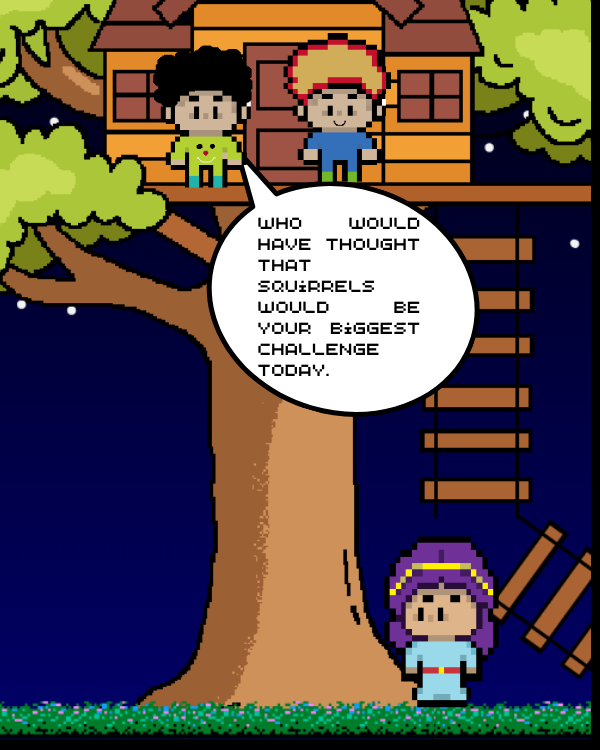 WHO WOULD
HAVE THOUGHT
THAT
SQUiRRELS
WOULD BE
YOUR BiGGEST
CHALLENGE
TODAY.